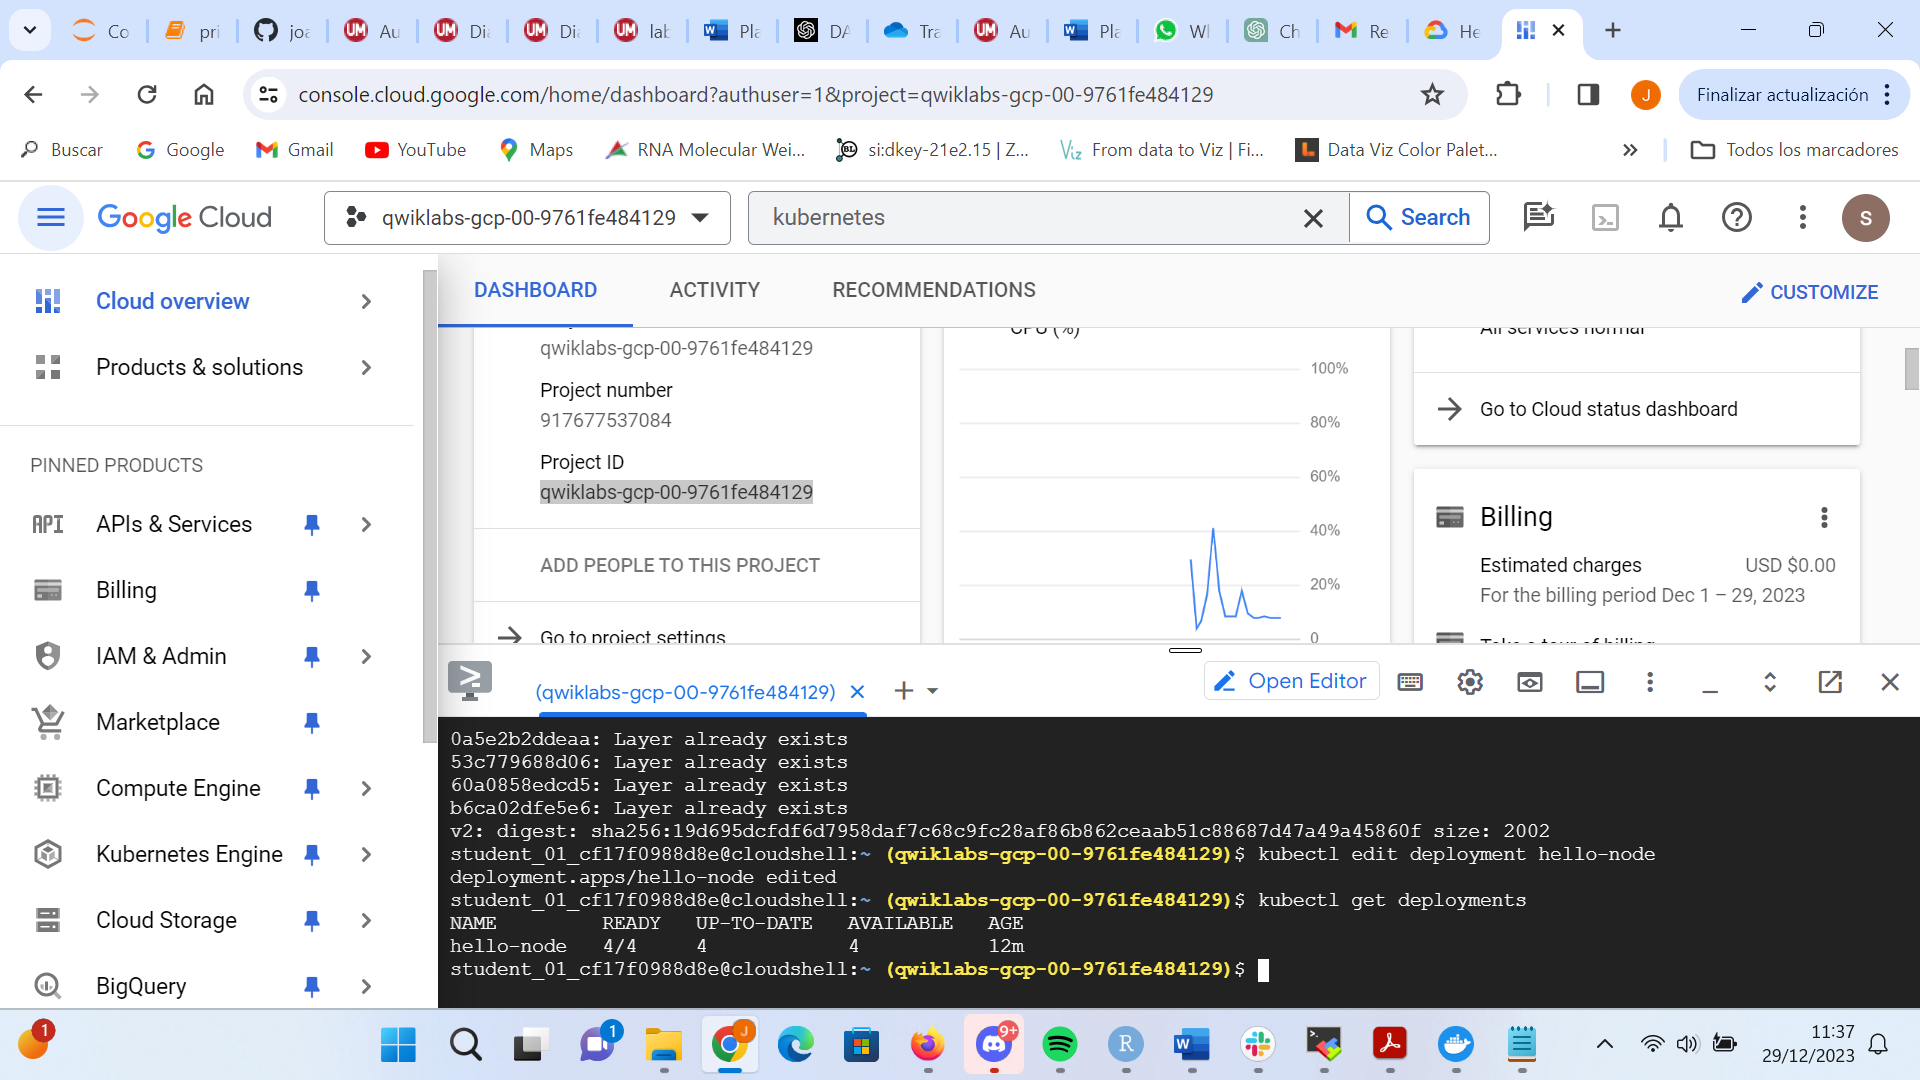 Co
pri
joa
Au
Dia
Dia
lab
Pla
DA
Tra
Au
Pla
Wh
Ch
Re
He
console.cloud.google.com/home/dashboard?authuser=1&project=qwiklabs-gcp-00-9761fe484129
J
Finalizar actualización
Buscar
Google
Gmail
YouTube
Maps
RNA Molecular Wei...
si:dkey-21e2.15 | Z...
From data to Viz | Fi...
Data Viz Color Palet...
Todos los marcadores
Google Cloud
qwiklabs-gcp-00-9761fe484129
kubernetes
Search
S
Cloud overview
Products & solutions
PINNED PRODUCTS
API APIs & Services
Billing
IAM & Admin
Marketplace
Compute Engine
Kubernetes Engine
Cloud Storage
BigQuery
DASHBOARD
ACTIVITY
RECOMMENDATIONS
CUSTOMIZE
qwiklabs-gcp-00-9761fe484129
Project number
917677537084
Project ID
qwiklabs-gcp-00-9761fe484129
ADD PEOPLE TO THIS PROJECT
Go to project settings
CPU (%)
100%
80%
60%
40%
20%
0
All services normal
Go to Cloud status dashboard
Billing
Estimated charges USD $0.00
For the billing period Dec 1 – 29, 2023
Take a tour of billing
(qwiklabs-gcp-00-9761fe484129)
Open Editor
0a5e2b2ddeaa: Layer already exists
53c779688d06: Layer already exists
60a0858edcd5: Layer already exists
b6ca02dfe5e6: Layer already exists
v2: digest: sha256:19d695dcfdf6d7958daf7c68c9fc28af86b862ceaab51c88687d47a49a45860f size: 2002
student_01_cf17f0988d8e@cloudshell:~ (qwiklabs-gcp-00-9761fe484129)$ kubectl edit deployment hello-node
deployment.apps/hello-node edited
student_01_cf17f0988d8e@cloudshell:~ (qwiklabs-gcp-00-9761fe484129)$ kubectl get deployments
NAME READY UP-TO-DATE AVAILABLE AGE
hello-node 4/4 4 4 12m
student_01_cf17f0988d8e@cloudshell:~ (qwiklabs-gcp-00-9761fe484129)$
1
1
J
9+
11:37
29/12/2023